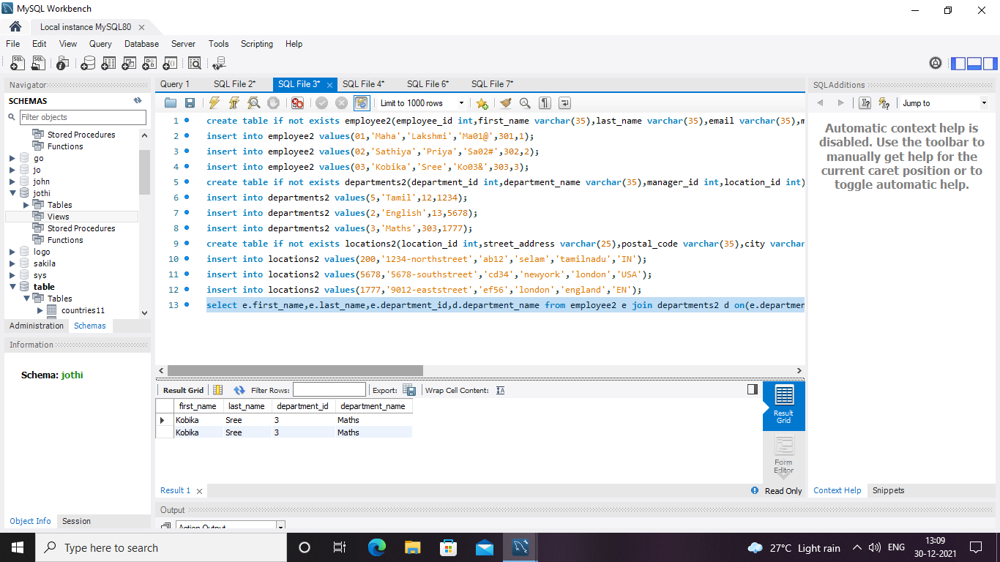 MySQL Workbench
Local instance MySQL80
File Edit View Query Database Server Tools Scripting Help
Navigator
SCHEMAS
Filter objects
Stored Procedures
Functions
go
jo
john
jothi
Tables
Views
Stored Procedures
Functions
logo
sakila
sys
table
Tables
countries11
Administration Schemas
Information
Schema: jothi
Object Info Session
Query 1 SQL File 2* SQL File 3* SQL File 4* SQL File 6* SQL File 7*
Limit to 1000 rows
1 create table if not exists employee2(employee_id int,first_name varchar(35),last_name varchar(35),email varchar(35),m
2 insert into employee2 values(01,'Maha','Lakshmi','Ma01@',301,1);
3 insert into employee2 values(02,'Sathiya','Priya','Sa02#',302,2);
4 insert into employee2 values(03,'Kobika','Sree','Ko03&',303,3);
5 create table if not exists departments2(department_id int,department_name varchar(35),manager_id int,location_id int)
6 insert into departments2 values(5,'Tamil',12,1234);
7 insert into departments2 values(2,'English',13,5678);
8 insert into departments2 values(3,'Maths',303,1777);
9 create table if not exists locations2(location_id int,street_address varchar(25),postal_code varchar(35),city varchar
10 insert into locations2 values(200,'1234-northstreet','ab12','selam','tamilnadu','IN');
11 insert into locations2 values(5678,'5678-southstreet','cd34','newyork','london','USA');
12 insert into locations2 values(1777,'9012-eaststreet','ef56','london','england','EN');
13 select e.first_name,e.last_name,e.department_id,d.department_name from employee2 e join departments2 d on(e.departmen
Result Grid Filter Rows: Export: Wrap Cell Content:
first_name last_name department_id department_name
Kobika Sree 3 Maths
Kobika Sree 3 Maths
Result Grid
Form Editor
Result 1
Read Only
Output
Action Output
SQLAdditions
Jump to
Automatic context help is
disabled. Use the toolbar to
manually get help for the
current caret position or to
toggle automatic help.
Context Help Snippets
Type here to search
27°C Light rain
ENG
13:09
30-12-2021